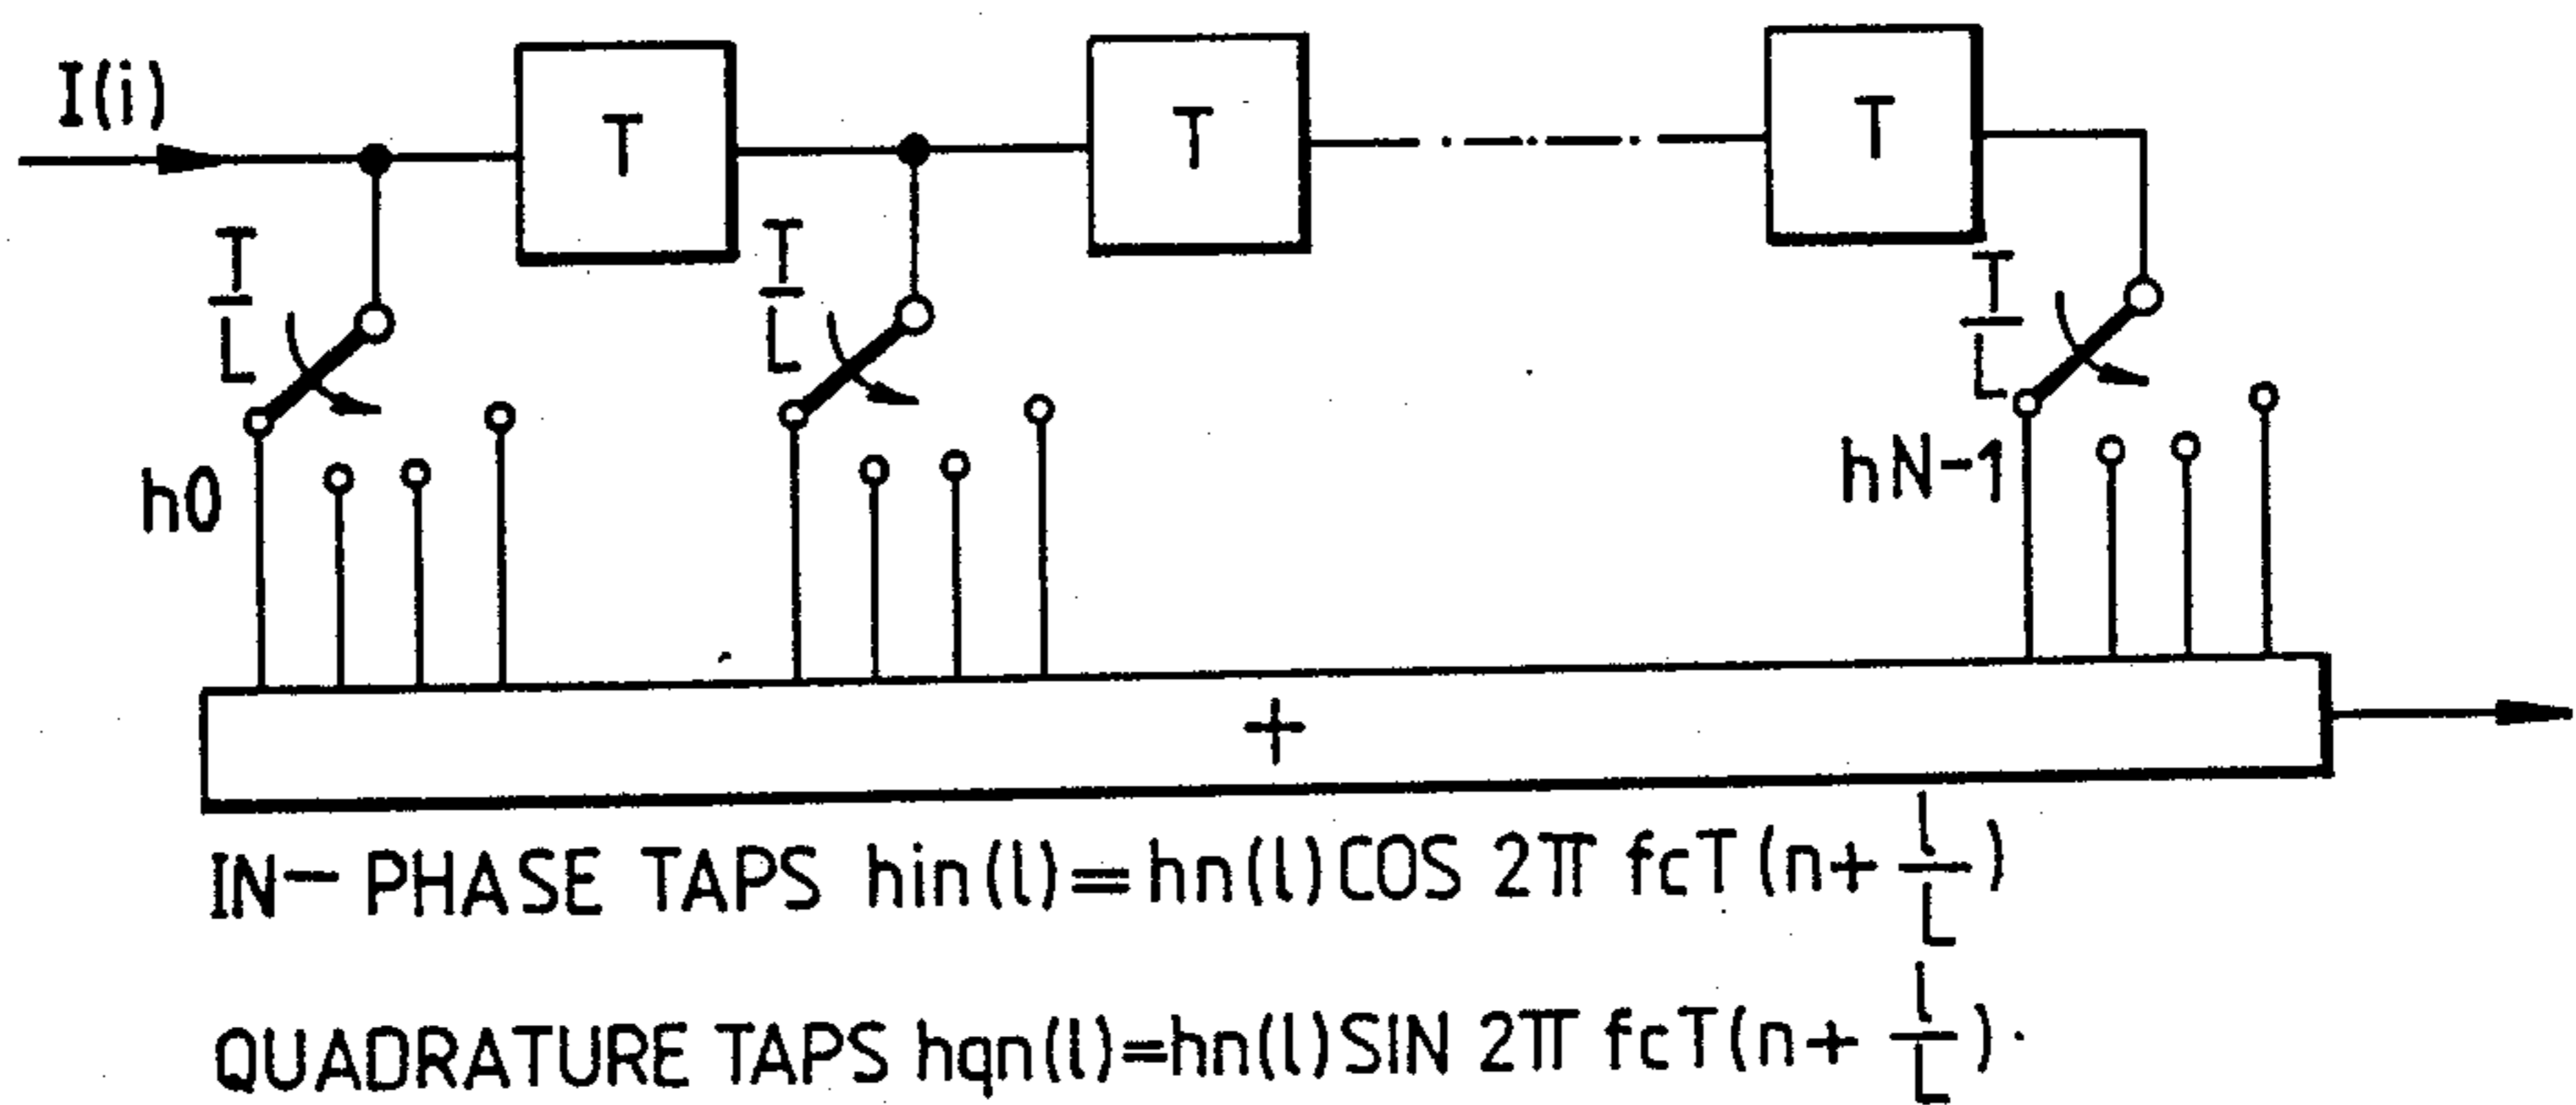 I(i)
T
T
T
T/L
T/L
T/L
h0
hN-1
+
IN-PHASE TAPS hin(l)=hn(l)COS 2π fcT(n+l/L)
QUADRATURE TAPS hqn(l)=hn(l)SIN 2π fcT(n+l/L).